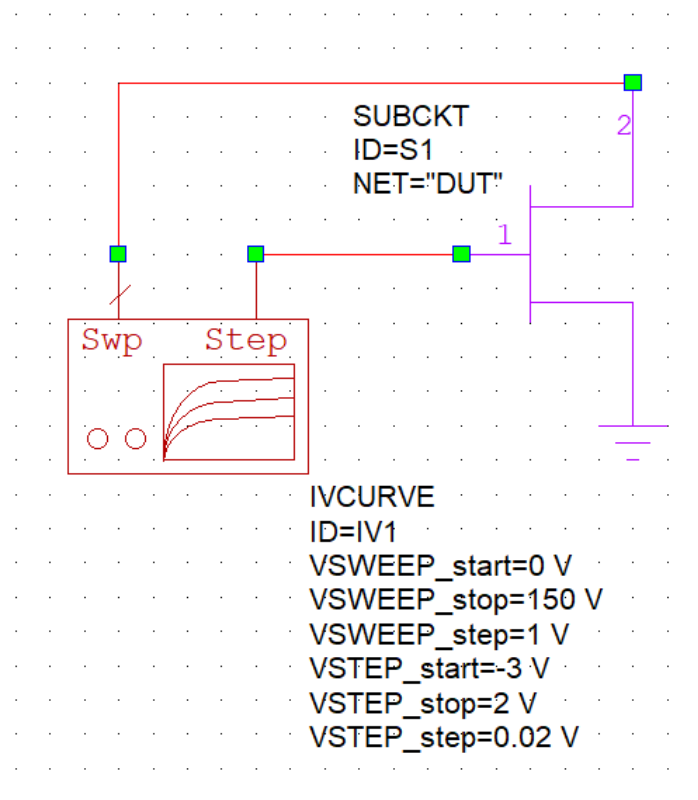 SUBCKT
ID=S1
NET="DUT"
2
1
Swp Step
IVCURVE
ID=IV1
VSWEEP_start=0 V
VSWEEP_stop=150 V
VSWEEP_step=1 V
VSTEP_start=-3 V
VSTEP_stop=2 V
VSTEP_step=0.02 V